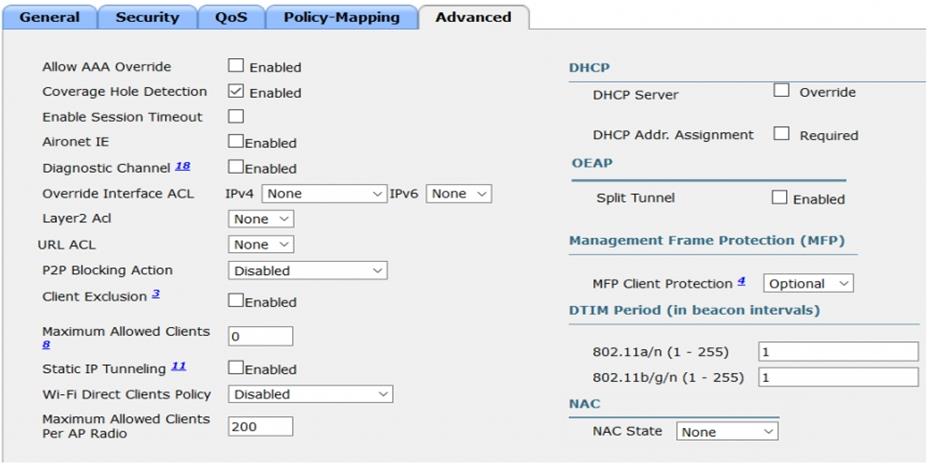 General Security QoS Policy-Mapping Advanced
Allow AAA Override Enabled
Coverage Hole Detection Enabled
Enable Session Timeout
Aironet IE Enabled
Diagnostic Channel 18 Enabled
Override Interface ACL IPv4 None IPv6 None
Layer2 Acl None
URL ACL None
P2P Blocking Action Disabled
Client Exclusion 3 Enabled
Maximum Allowed Clients 0
8
Static IP Tunneling 11 Enabled
Wi-Fi Direct Clients Policy Disabled
Maximum Allowed Clients
Per AP Radio 200
DHCP
DHCP Server Override
DHCP Addr. Assignment Required
OEAP
Split Tunnel Enabled
Management Frame Protection (MFP)
MFP Client Protection 4 Optional
DTIM Period (in beacon intervals)
802.11a/n (1 - 255) 1
802.11b/g/n (1 - 255) 1
NAC
NAC State None